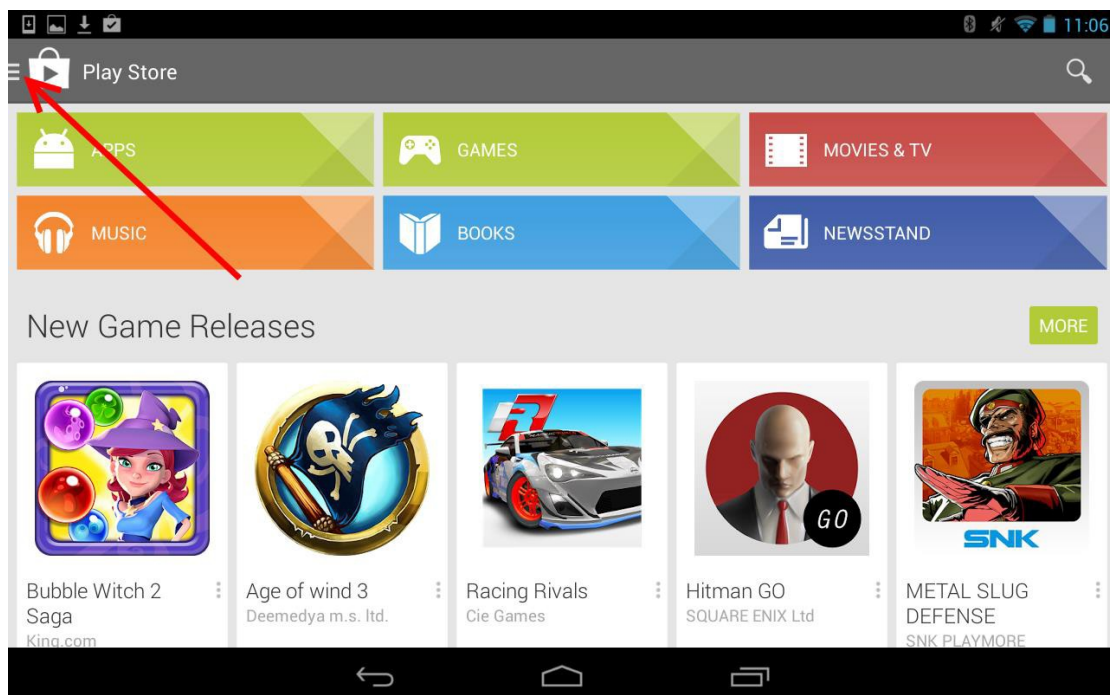 11:06
Play Store
APPS
GAMES
MOVIES & TV
MUSIC
BOOKS
NEWSSTAND
New Game Releases
MORE
GO
SNK
Bubble Witch 2
Saga
King.com
Age of wind 3
Deemedya m.s. ltd.
Racing Rivals
Cie Games
Hitman GO
SQUARE ENIX Ltd
METAL SLUG
DEFENSE
SNK PLAYMORE